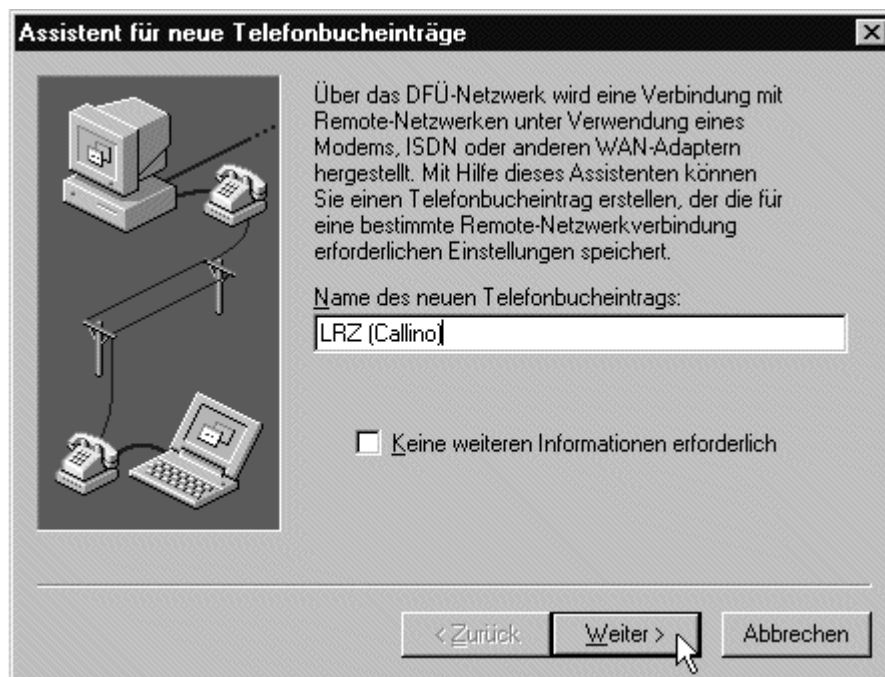 Assistent für neue Telefonbucheinträge
Über das DFÜ-Netzwerk wird eine Verbindung mit
Remote-Netzwerken unter Verwendung eines
Modems, ISDN oder anderen WAN-Adaptern
hergestellt. Mit Hilfe dieses Assistenten können
Sie einen Telefonbucheintrag erstellen, der die für
eine bestimmte Remote-Netzwerkverbindung
erforderlichen Einstellungen speichert.
Name des neuen Telefonbucheintrags:
LRZ (Callino)
Keine weiteren Informationen erforderlich
< Zurück
Weiter >
Abbrechen